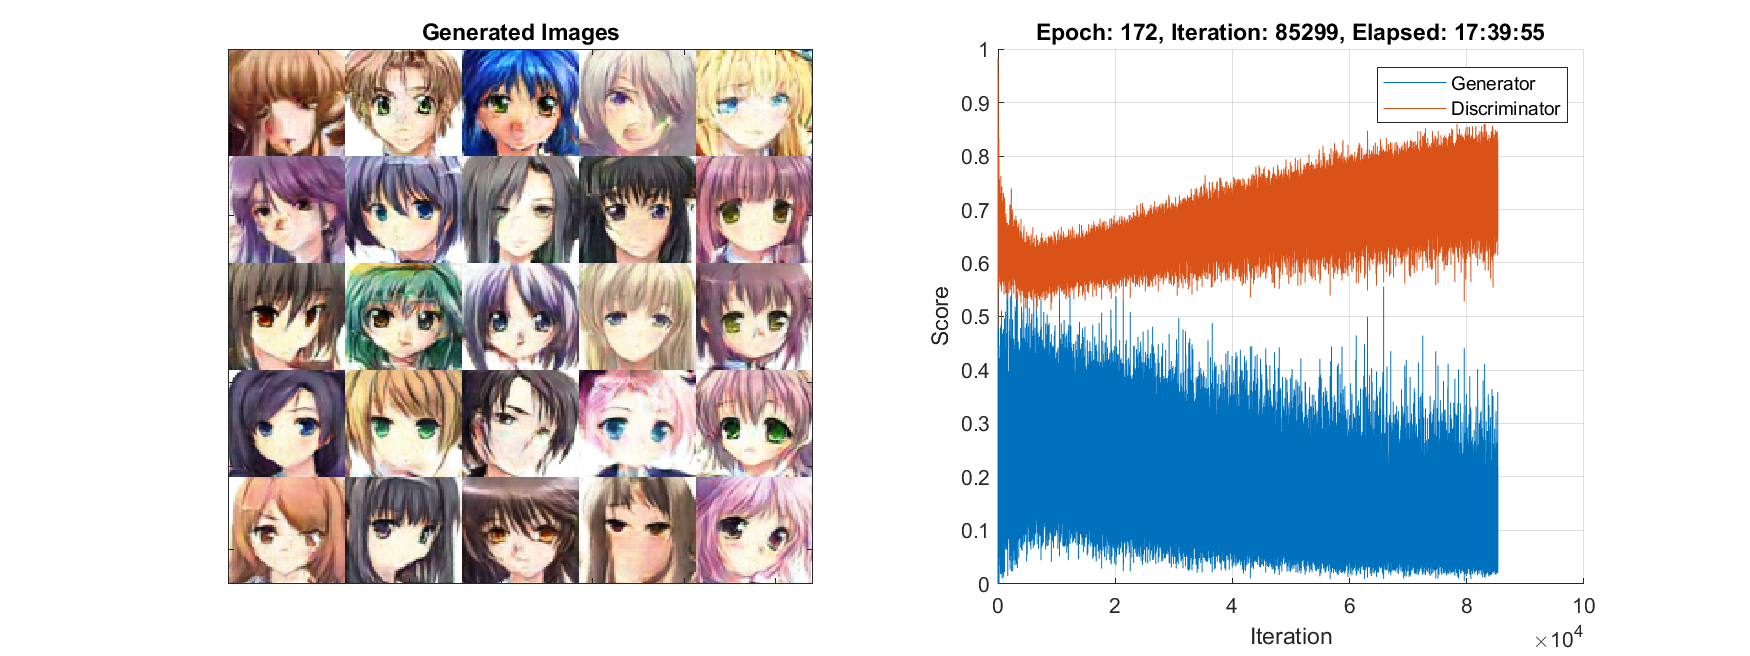 Generated Images
Epoch: 172, Iteration: 85299, Elapsed: 17:39:55
Generator
Discriminator
1
0.9
0.8
0.7
0.6
0.5
0.4
0.3
0.2
0.1
0
Score
0 2 4 6 8 10
Iteration
×10⁴